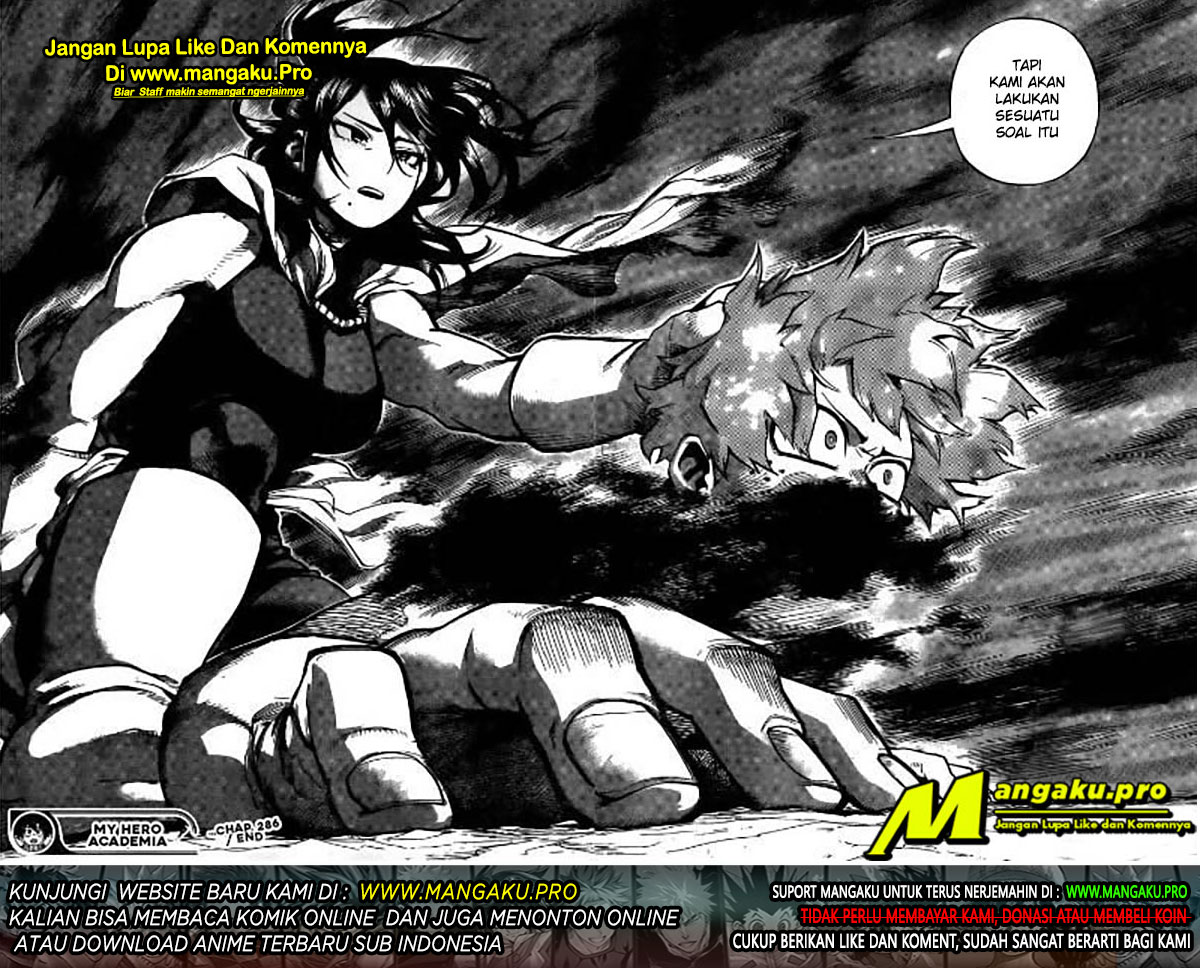 Jangan Lupa Like Dan Komennya
Di www.mangaku.Pro
Biar Staff makin semangat ngerjainnya
TAPI
KAMI AKAN
LAKUKAN
SESUATU
SOAL ITU
MY HERO
ACADEMIA
CHAP 286
/ END
Mangaku.pro
Jangan Lupa Like dan Komennya
KUNJUNGI WEBSITE BARU KAMI DI : WWW.MANGAKU.PRO
KALIAN BISA MEMBACA KOMIK ONLINE DAN JUGA MENONTON ONLINE
ATAU DOWNLOAD ANIME TERBARU SUB INDONESIA
SUPORT MANGAKU UNTUK TERUS NERJEMAHIN DI : WWW.MANGAKU.PRO
TIDAK PERLU MEMBAYAR KAMI, DONASI ATAU MEMBELI KOIN
CUKUP BERIKAN LIKE DAN KOMENT, SUDAH SANGAT BERARTI BAGI KAMI